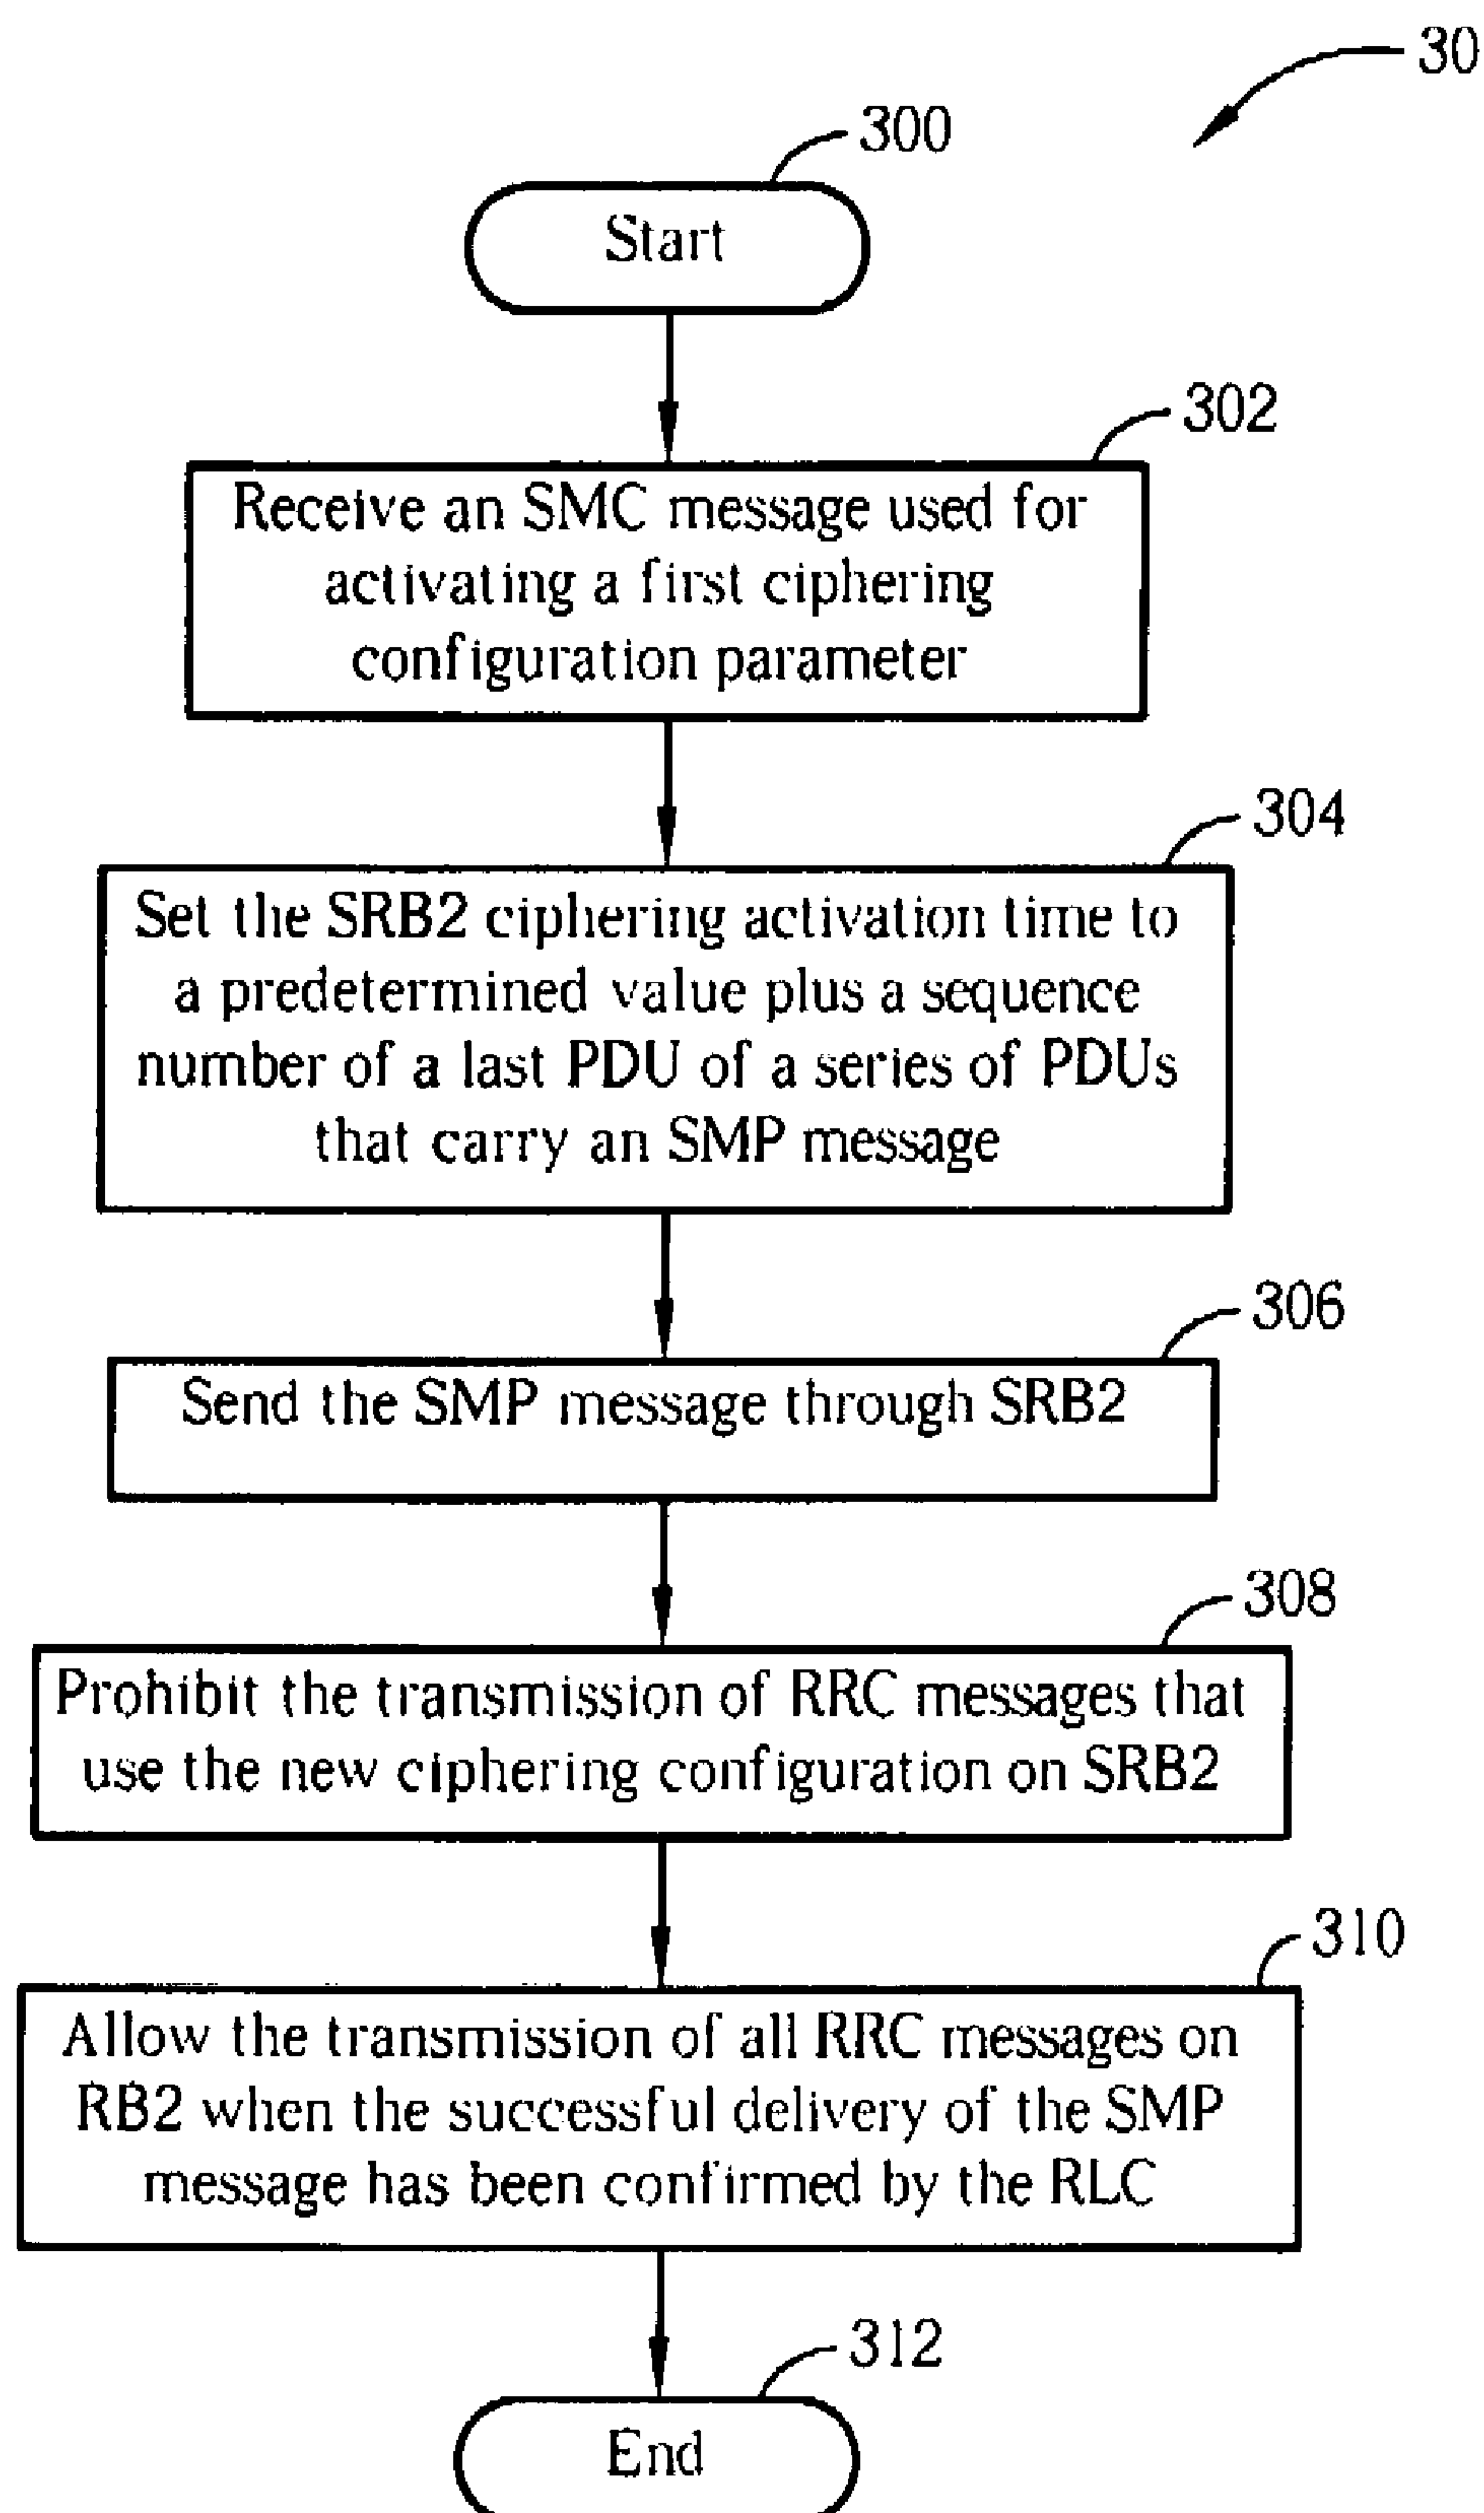 30
300
Start
302
Receive an SMC message used for
activating a first ciphering
configuration parameter
304
Set the SRB2 ciphering activation time to
a predetermined value plus a sequence
number of a last PDU of a series of PDUs
that carry an SMP message
306
Send the SMP message through SRB2
308
Prohibit the transmission of RRC messages that
use the new ciphering configuration on SRB2
310
Allow the transmission of all RRC messages on
RB2 when the successful delivery of the SMP
message has been confirmed by the RLC
312
End